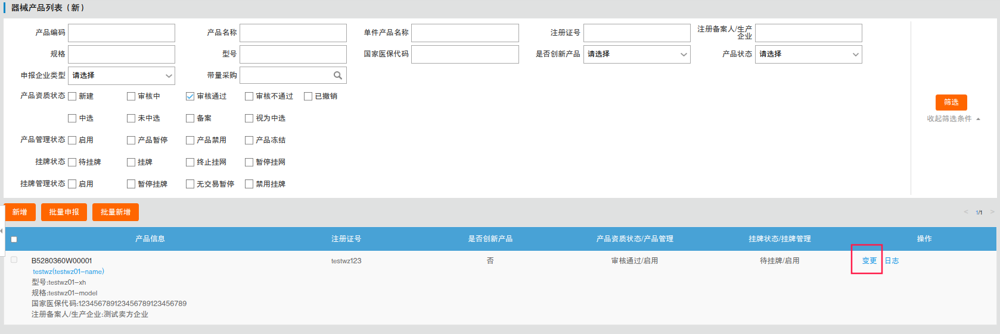 器械产品列表（新）
产品编码 产品名称 单件产品名称 注册证号 注册备案人/生产企业
规格 型号 国家医保代码 是否创新产品 请选择 产品状态 请选择
申报企业类型 请选择 带量采购
产品资质状态 新建 审核中 审核通过 审核不通过 已撤销
中选 未中选 备案 视为中选
产品管理状态 启用 产品暂停 产品禁用 产品冻结
挂牌状态 待挂牌 挂牌 终止挂网 暂停挂网
挂牌管理状态 启用 暂停挂牌 无交易暂停 禁用挂牌
筛选
收起筛选条件
新增 批量申报 批量新增 < 1/1 >
产品信息 注册证号 是否创新产品 产品资质状态/产品管理 挂牌状态/挂牌管理 操作
B5280360W00001 testwz123 否 审核通过/启用 待挂牌/启用 变更 日志
testwz(testwz01-name)
型号:testwz01-xh
规格:testwz01-model
国家医保代码:123456789123456789123456789
注册备案人/生产企业:测试卖方企业